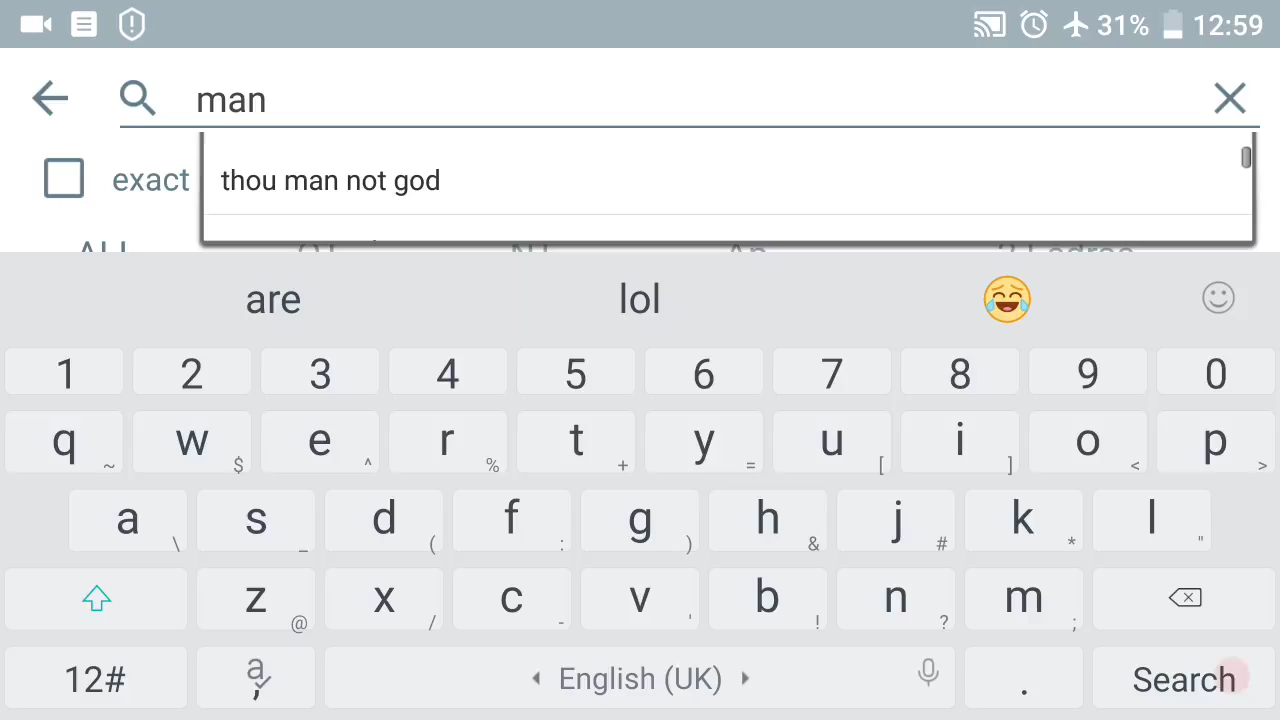 31% 12:59
man
exact
thou man not god
are lol
1 2 3 4 5 6 7 8 9 0
q ~ w $ e ^ r % t + y = u [ i ] o < p >
a \ s _ d ( f : g ) h & j # k * l "
z @ x / c - v ' b ! n ? m ;
12# a , English (UK) . Search